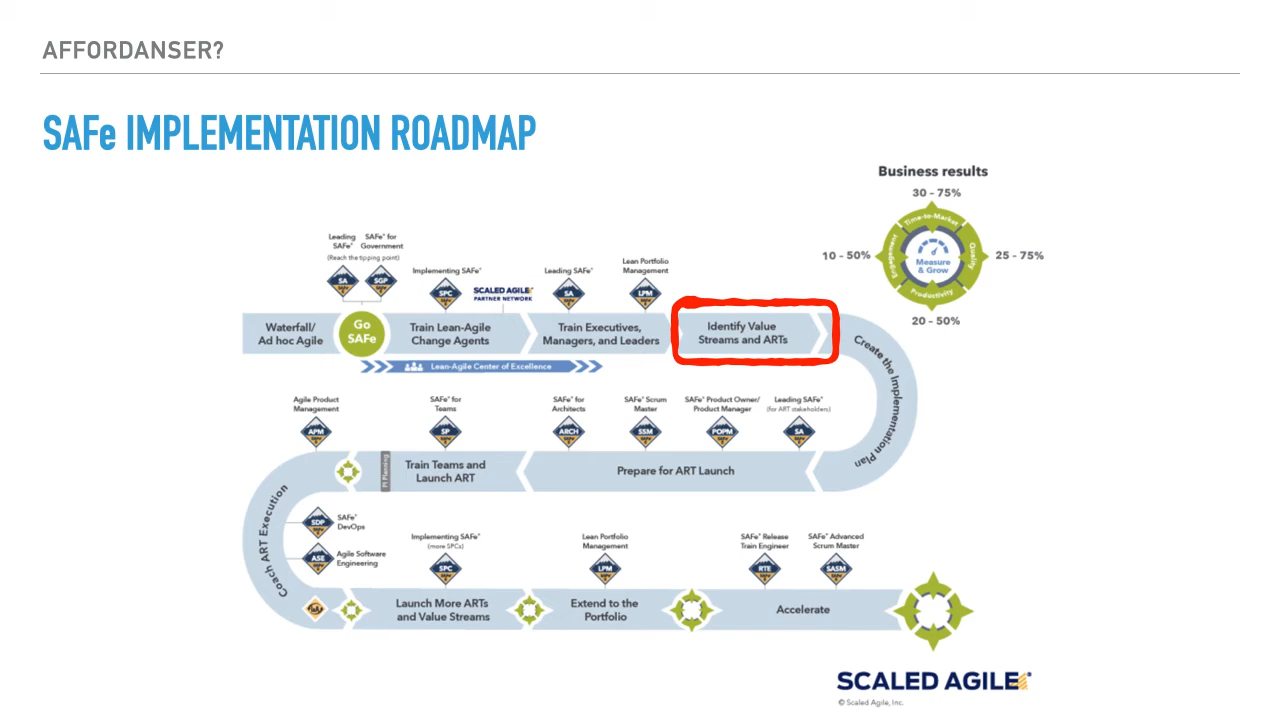 AFFORDANSER?
SAFe IMPLEMENTATION ROADMAP
Business results
30 – 75%
10 – 50%
25 – 75%
20 – 50%
Time-to-Market
Engagement
Quality
Productivity
Measure
& Grow
Leading
SAFe®
SAFe® for
Government
(Reach the tipping point)
SA
SGP
Implementing SAFe®
SPC
SCALED AGILE
PARTNER NETWORK
Leading SAFe®
SA
Lean Portfolio
Management
LPM
Waterfall/
Ad hoc Agile
Go
SAFe
Train Lean-Agile
Change Agents
Train Executives,
Managers, and Leaders
Identify Value
Streams and ARTs
Create the Implementation Plan
Lean-Agile Center of Excellence
Agile Product
Management
APM
SAFe® for
Teams
SP
SAFe® for
Architects
ARCH
SAFe® Scrum
Master
SSM
SAFe® Product Owner/
Product Manager
POPM
Leading SAFe®
(for ART stakeholders)
SA
PI Planning
Train Teams and
Launch ART
Prepare for ART Launch
Coach ART Execution
SDP
SAFe®
DevOps
ASE
Agile Software
Engineering
I&A
Implementing SAFe®
(more SPCs)
SPC
Lean Portfolio
Management
LPM
SAFe® Release
Train Engineer
RTE
SAFe® Advanced
Scrum Master
SASM
Launch More ARTs
and Value Streams
Extend to the
Portfolio
Accelerate
SCALED AGILE®
© Scaled Agile, Inc.